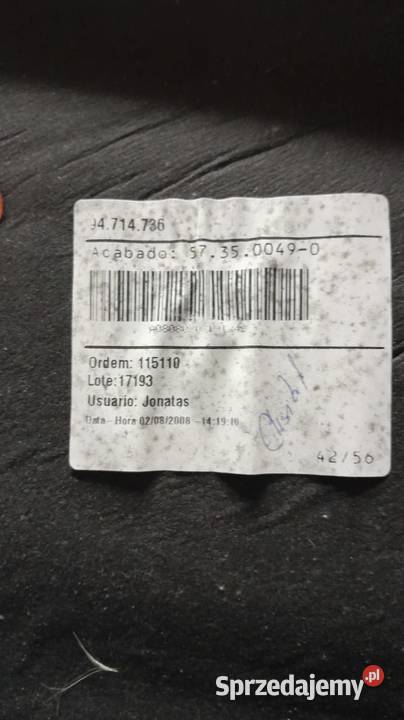 94.714.736
Acabado: 57.35.0049-0
Ordem: 115110
Lote:17193
Usuario: Jonatas
Data - Hora 02/08/2008 - 14:19:10
42/56
Sprzedajemy.pl